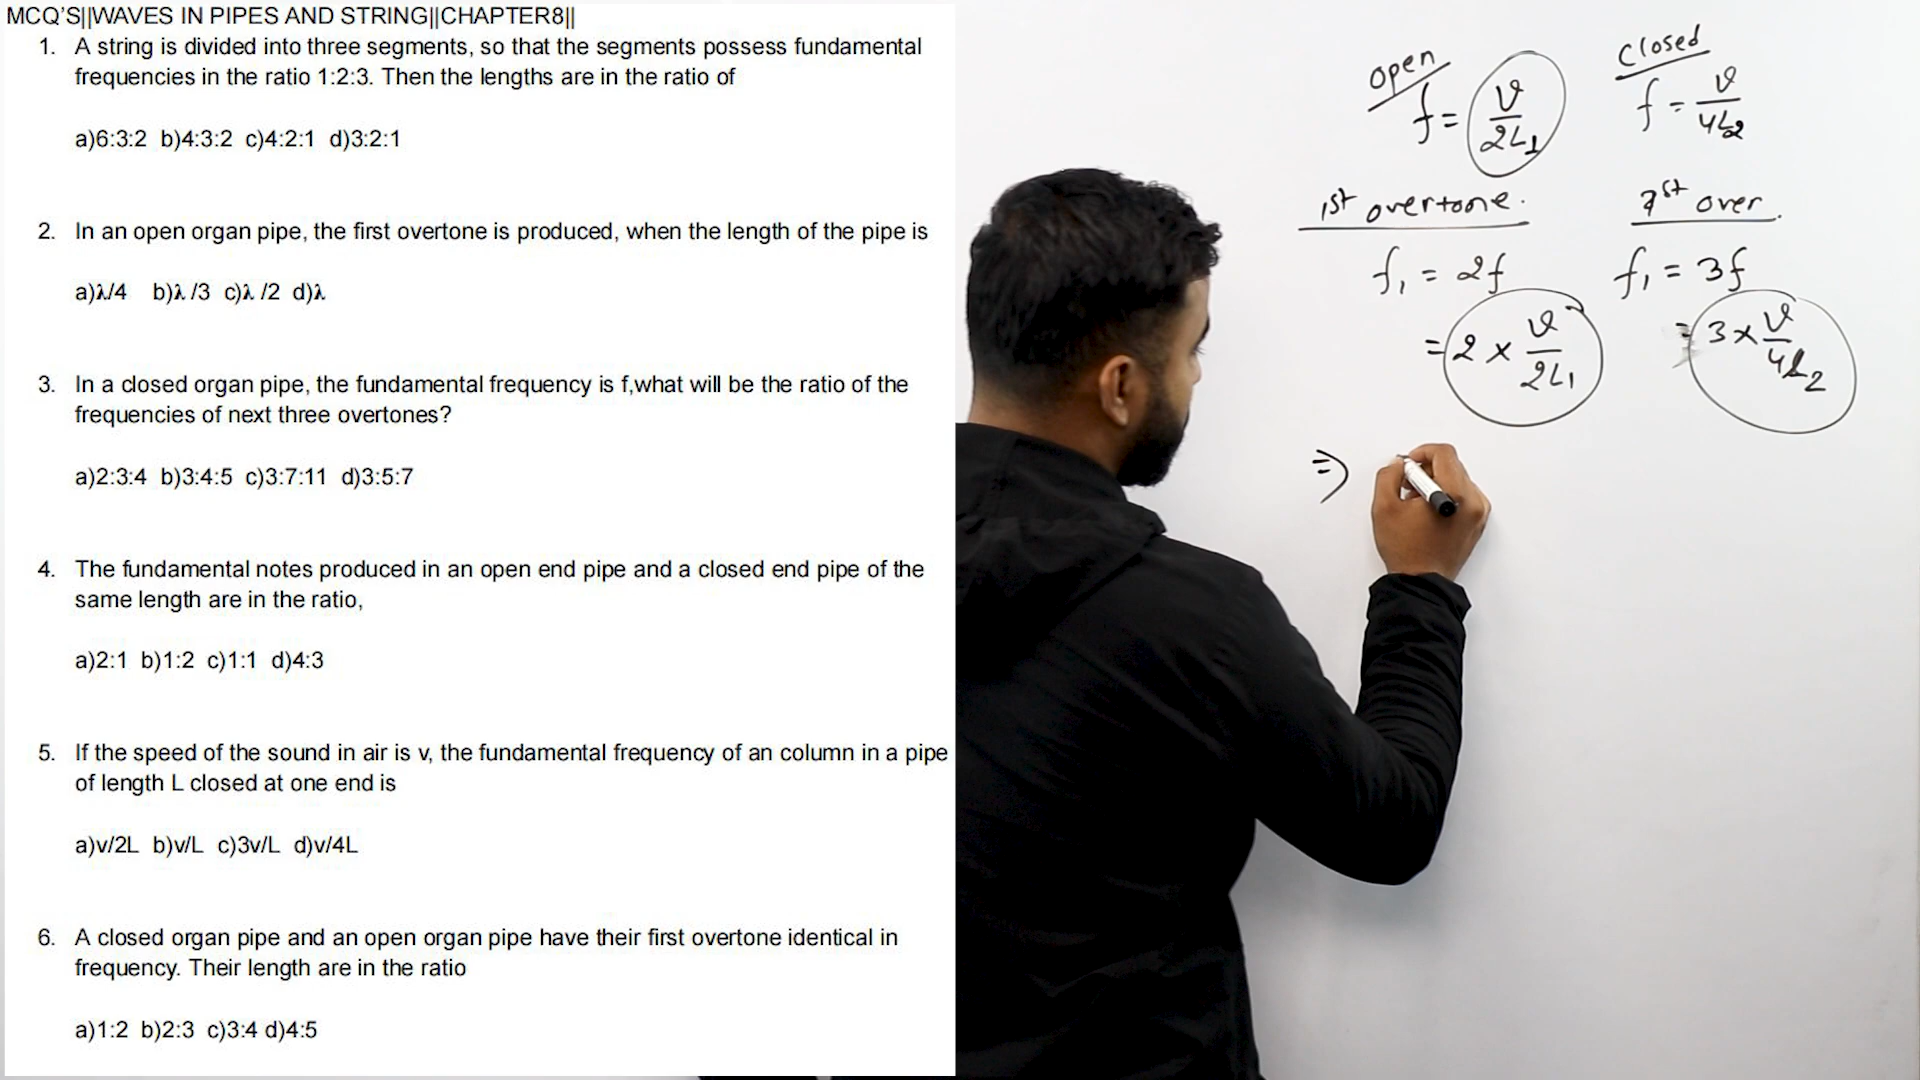 MCQ’S||WAVES IN PIPES AND STRING||CHAPTER8||
1. A string is divided into three segments, so that the segments possess fundamental
frequencies in the ratio 1:2:3. Then the lengths are in the ratio of
a)6:3:2 b)4:3:2 c)4:2:1 d)3:2:1
2. In an open organ pipe, the first overtone is produced, when the length of the pipe is
a)λ/4 b)λ /3 c)λ /2 d)λ
3. In a closed organ pipe, the fundamental frequency is f,what will be the ratio of the
frequencies of next three overtones?
a)2:3:4 b)3:4:5 c)3:7:11 d)3:5:7
4. The fundamental notes produced in an open end pipe and a closed end pipe of the
same length are in the ratio,
a)2:1 b)1:2 c)1:1 d)4:3
5. If the speed of the sound in air is v, the fundamental frequency of an column in a pipe
of length L closed at one end is
a)v/2L b)v/L c)3v/L d)v/4L
6. A closed organ pipe and an open organ pipe have their first overtone identical in
frequency. Their length are in the ratio
a)1:2 b)2:3 c)3:4 d)4:5
open
f = v/2L₁
1st overtone.
f₁ = 2f
= 2 × v/2L₁
⇒
closed
f = v/4L₂
1st over.
f₁ = 3f
= 3 × v/4L₂